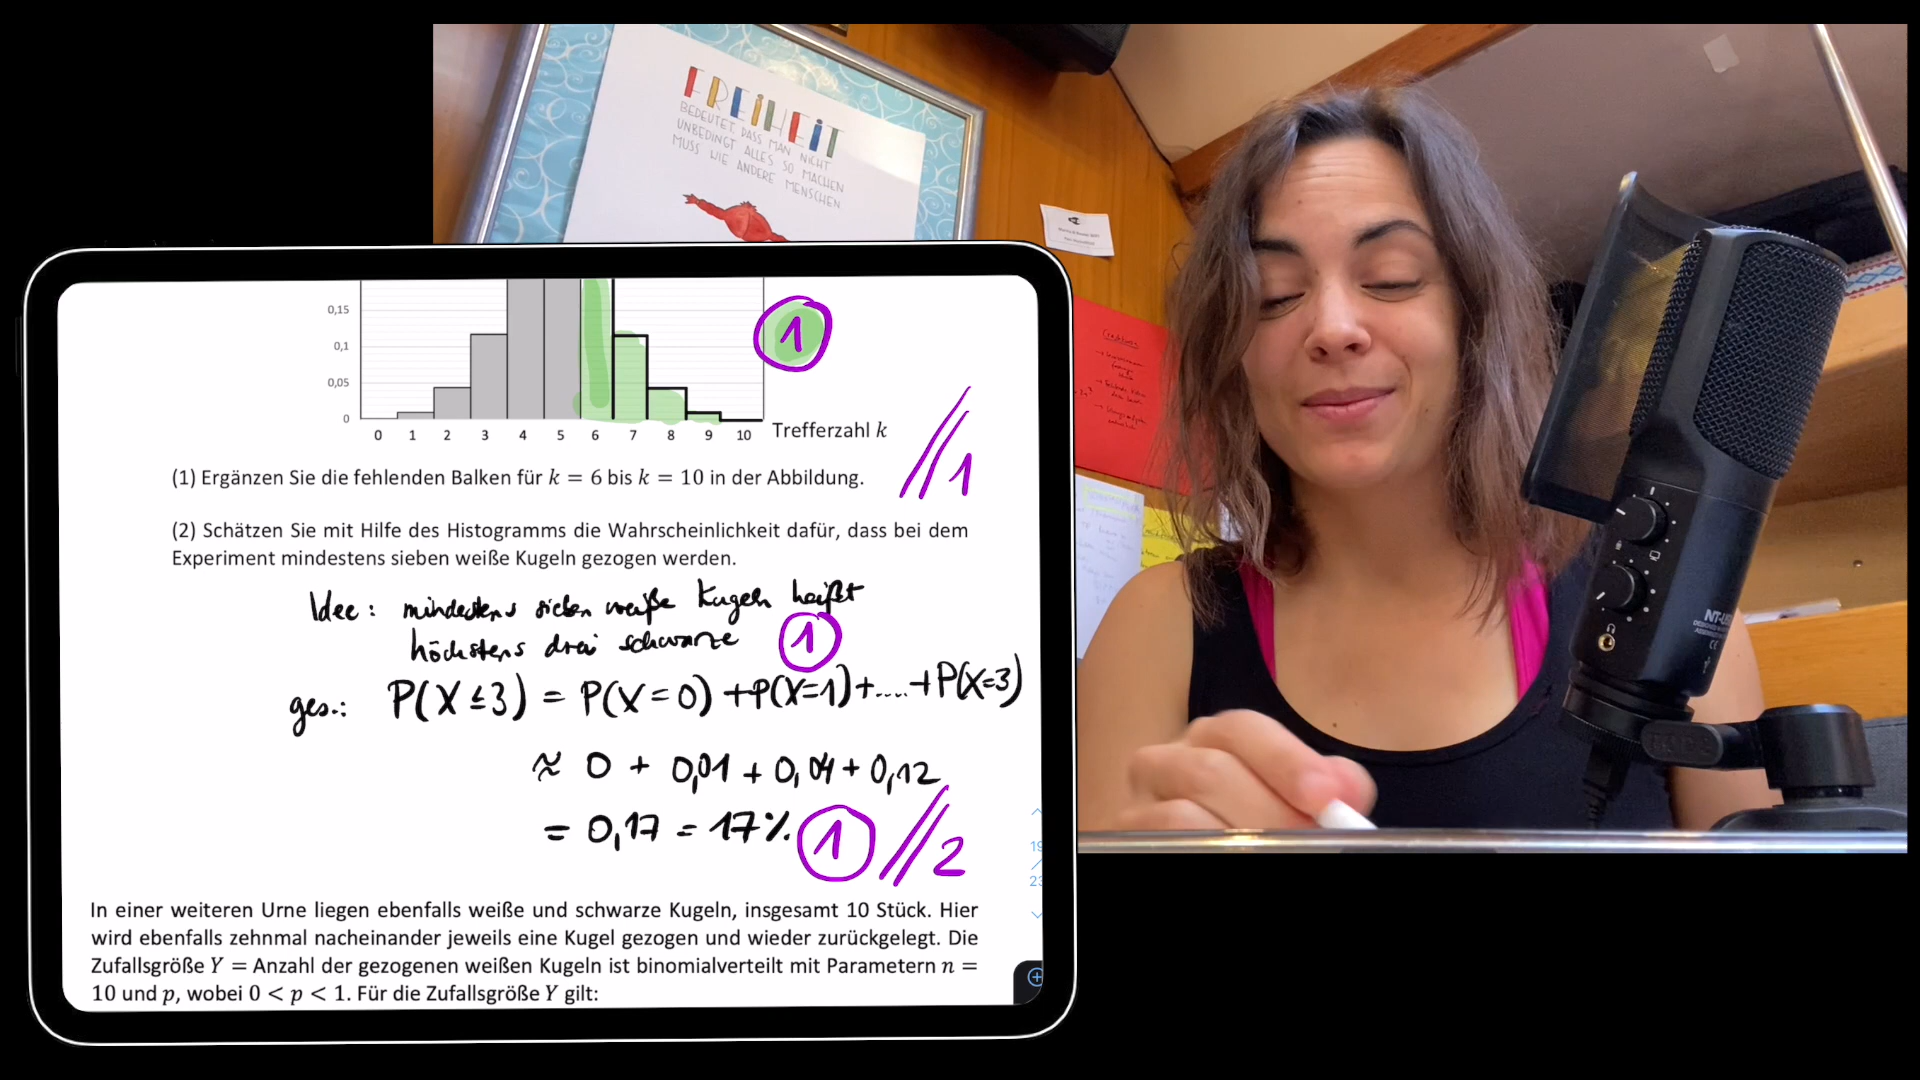 FREIHEIT
BEDEUTET, DASS MAN NICHT
UNBEDINGT ALLES SO MACHEN
MUSS WIE ANDERE MENSCHEN
0,15
0,1
0,05
0
0 1 2 3 4 5 6 7 8 9 10
Trefferzahl k
1
//1
(1) Ergänzen Sie die fehlenden Balken für k = 6 bis k = 10 in der Abbildung.
(2) Schätzen Sie mit Hilfe des Histogramms die Wahrscheinlichkeit dafür, dass bei dem
Experiment mindestens sieben weiße Kugeln gezogen werden.
Idee: mindestens sieben weiße Kugeln heißt
höchstens drei schwarze 1
ges.: P(X≤3) = P(X=0)+P(X=1)+....+P(X=3)
≈ 0 + 0,01 + 0,04 + 0,12
= 0,17 = 17% 1 //2
In einer weiteren Urne liegen ebenfalls weiße und schwarze Kugeln, insgesamt 10 Stück. Hier
wird ebenfalls zehnmal nacheinander jeweils eine Kugel gezogen und wieder zurückgelegt. Die
Zufallsgröße Y = Anzahl der gezogenen weißen Kugeln ist binomialverteilt mit Parametern n =
10 und p, wobei 0 < p < 1. Für die Zufallsgröße Y gilt:
19
23